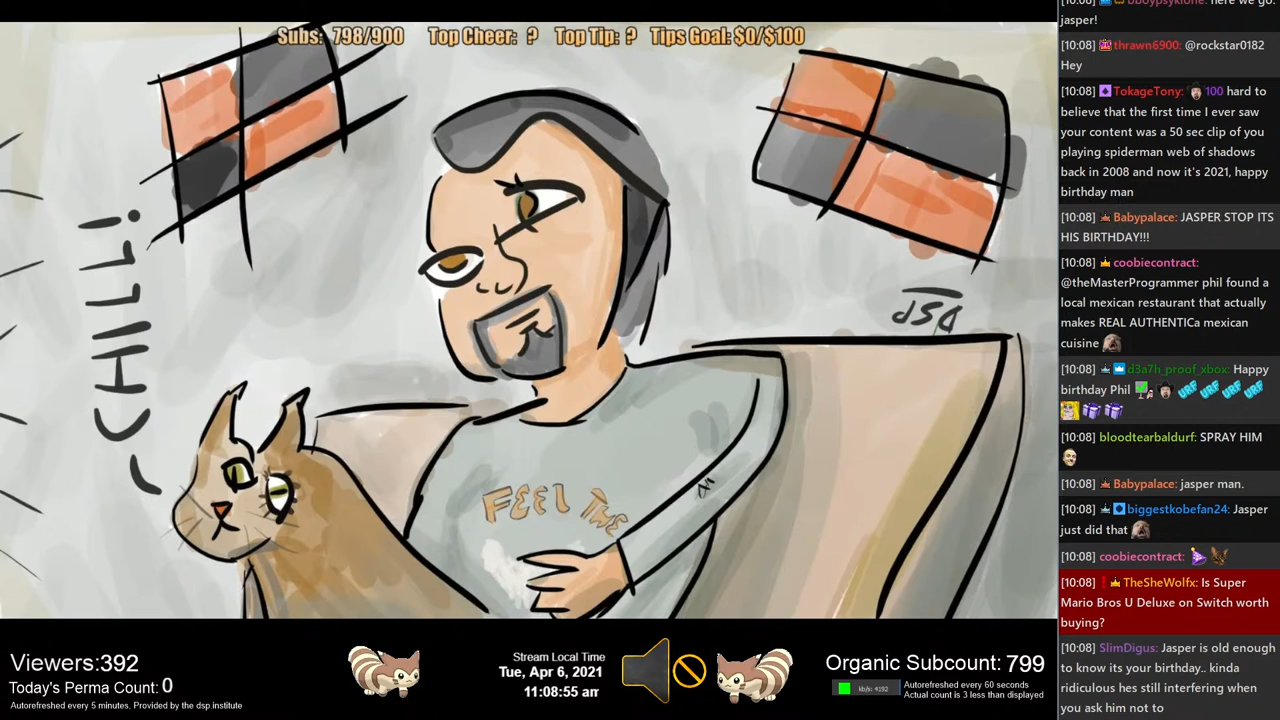 Subs: 798/900 Top Cheer: ? Top Tip: ? Tips Goal: $0/$100
~CHILL!
FEEL THE
Viewers:392
Today's Perma Count: 0
Autorefreshed every 5 minutes, Provided by the dsp institute
Stream Local Time
Tue, Apr 6, 2021
11:08:55 am
Organic Subcount: 799
kb/s: 4192
Autorefreshed every 60 seconds
Actual count is 3 less than displayed
jasper!
[10:08] thrawn6900: @rockstar0182
Hey
[10:08] TokageTony: 100 hard to
believe that the first time I ever saw
your content was a 50 sec clip of you
playing spiderman web of shadows
back in 2008 and now it's 2021, happy
birthday man
[10:08] Babypalace: JASPER STOP ITS
HIS BIRTHDAY!!!
[10:08] coobiecontract:
@theMasterProgrammer phil found a
local mexican restaurant that actually
makes REAL AUTHENTICa mexican
cuisine
[10:08] d3a7h_proof_xbox: Happy
birthday Phil
[10:08] bloodtearbaldurf: SPRAY HIM
[10:08] Babypalace: jasper man.
[10:08] biggestkobefan24: Jasper
just did that
[10:08] coobiecontract:
[10:08] TheSheWolfx: Is Super
Mario Bros U Deluxe on Switch worth
buying?
[10:08] SlimDigus: Jasper is old enough
to know its your birthday.. kinda
ridiculous hes still interfering when
you ask him not to